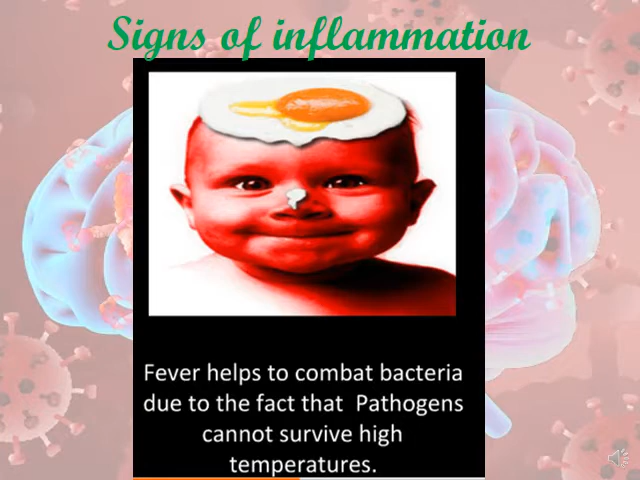 Signs of inflammation
Fever helps to combat bacteria
due to the fact that  Pathogens
cannot survive high
temperatures.